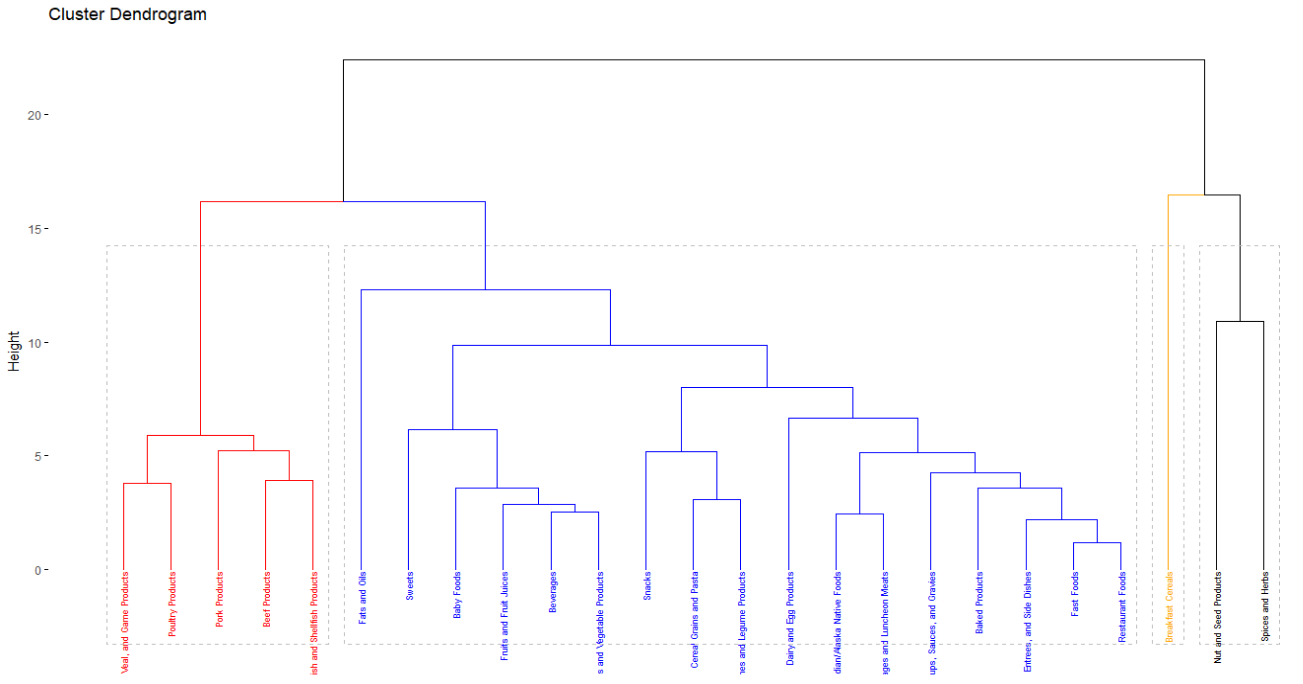 Cluster Dendrogram
Height
20
15
10
5
0
Veal, and Game Products
Poultry Products
Pork Products
Beef Products
ish and Shellfish Products
Fats and Oils
Sweets
Baby Foods
Fruits and Fruit Juices
Beverages
s and Vegetable Products
Snacks
Cereal Grains and Pasta
nes and Legume Products
Dairy and Egg Products
dian/Alaska Native Foods
ages and Luncheon Meats
ups, Sauces, and Gravies
Baked Products
Entrees, and Side Dishes
Fast Foods
Restaurant Foods
Breakfast Cereals
Nut and Seed Products
Spices and Herbs